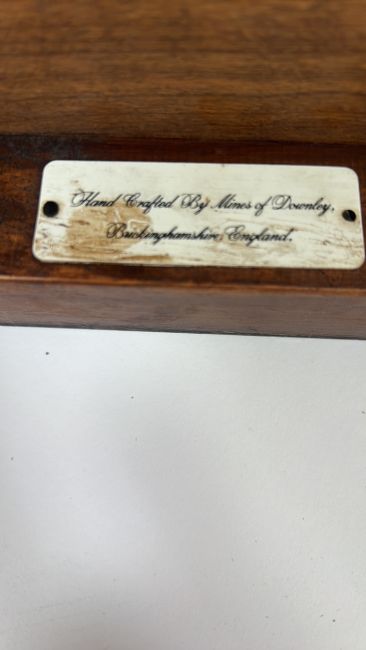 Hand Crafted By Mines of Downley,
Buckinghamshire, England.